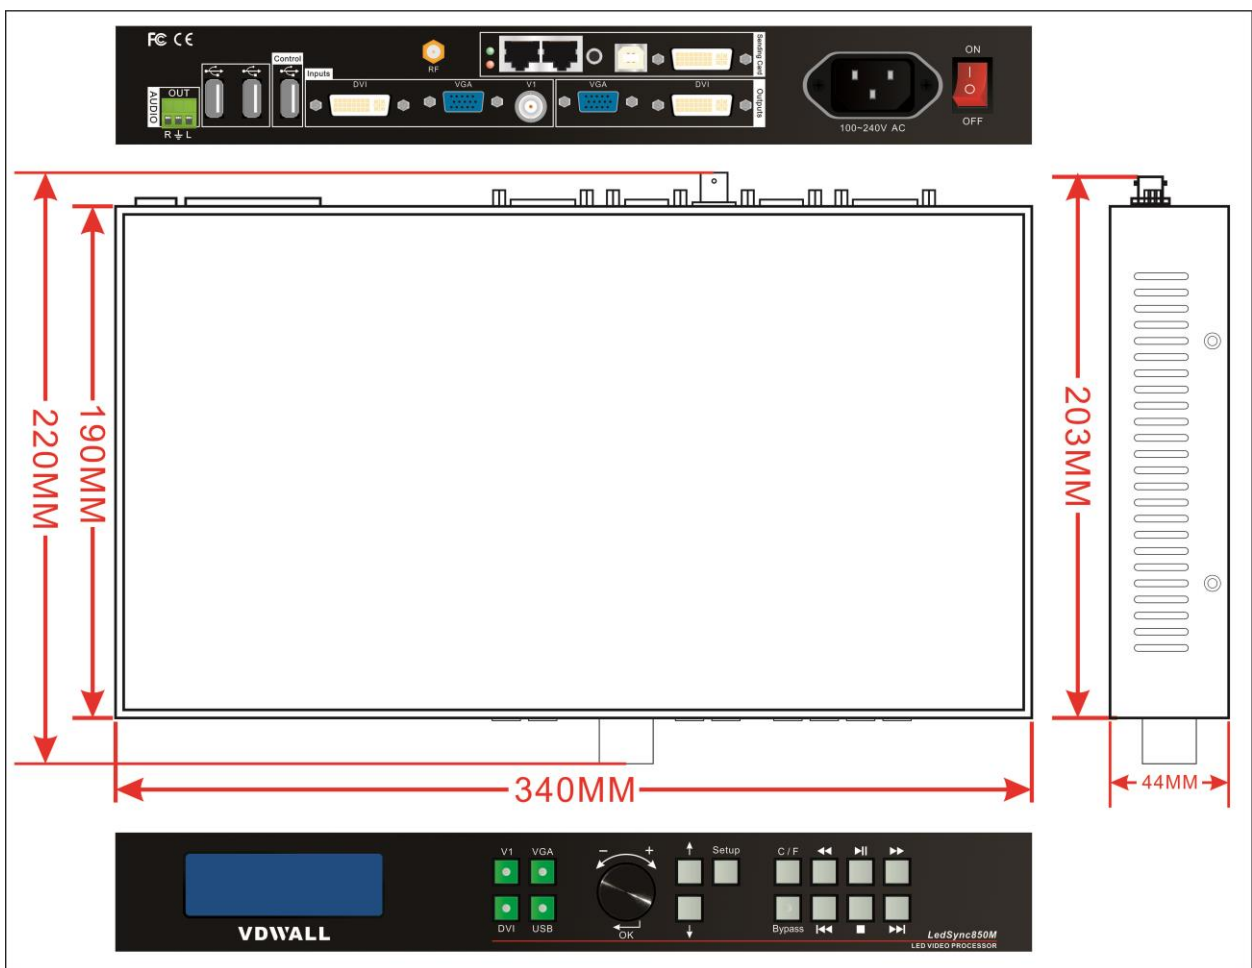 FC CE
ON
Sending Card
Control
RF
Inputs
DVI
VGA
V1
VGA
DVI
Outputs
AUDIO
OUT
R L
100~240V AC
OFF
220MM
190MM
203MM
340MM
44MM
V1
VGA
DVI
USB
− +
OK
Setup
C / F
Bypass
VDWALL
LedSync850M
LED VIDEO PROCESSOR